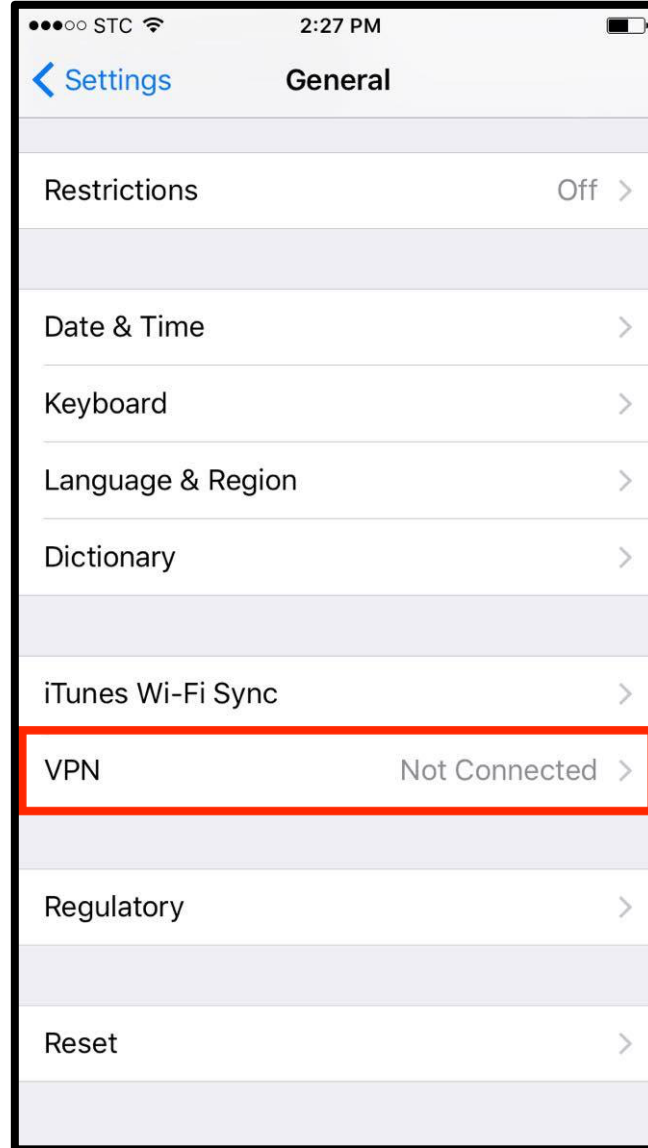 STC 2:27 PM
Settings General
Restrictions Off
Date & Time
Keyboard
Language & Region
Dictionary
iTunes Wi-Fi Sync
VPN Not Connected
Regulatory
Reset